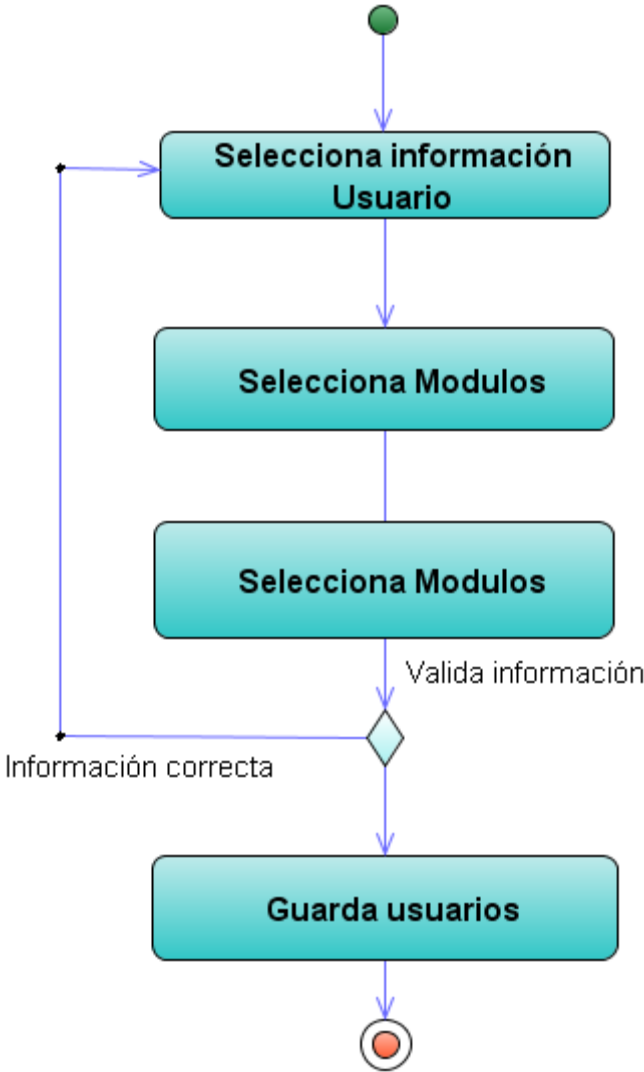 Selecciona información
Usuario
Selecciona Modulos
Selecciona Modulos
Valida información
Información correcta
Guarda usuarios